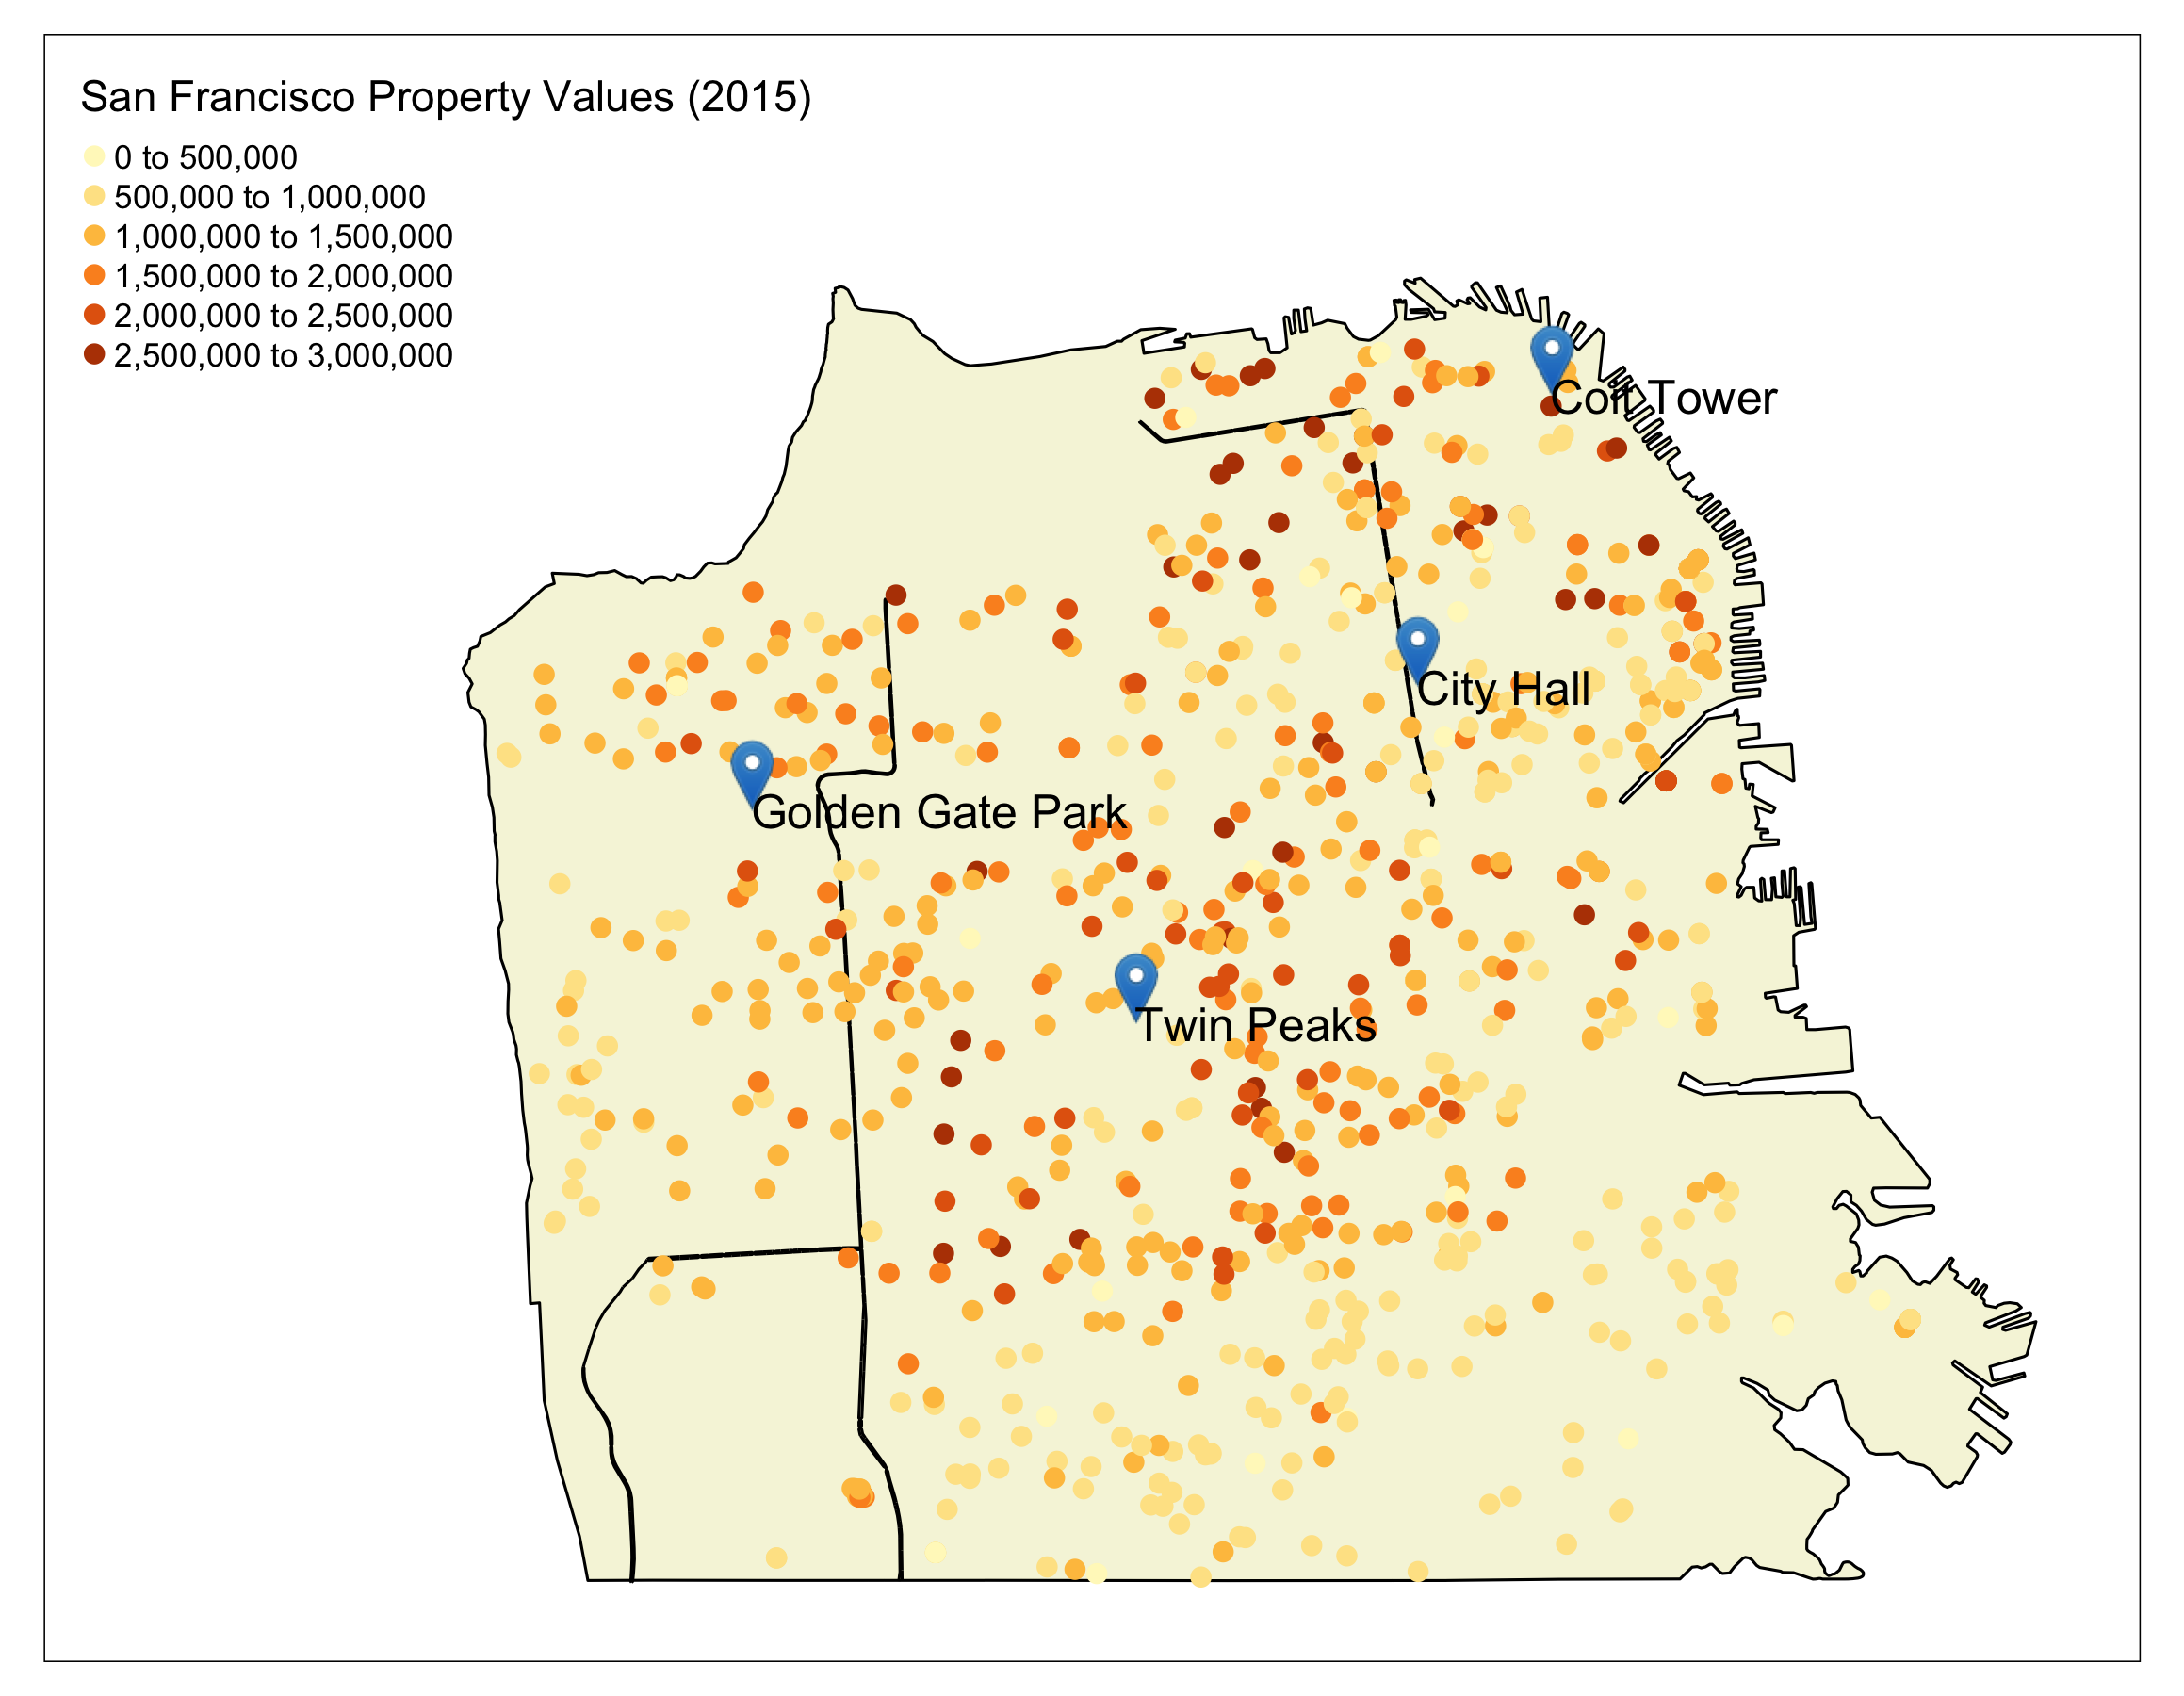 San Francisco Property Values (2015)
0 to 500,000
500,000 to 1,000,000
1,000,000 to 1,500,000
1,500,000 to 2,000,000
2,000,000 to 2,500,000
2,500,000 to 3,000,000
Coit Tower
City Hall
Golden Gate Park
Twin Peaks